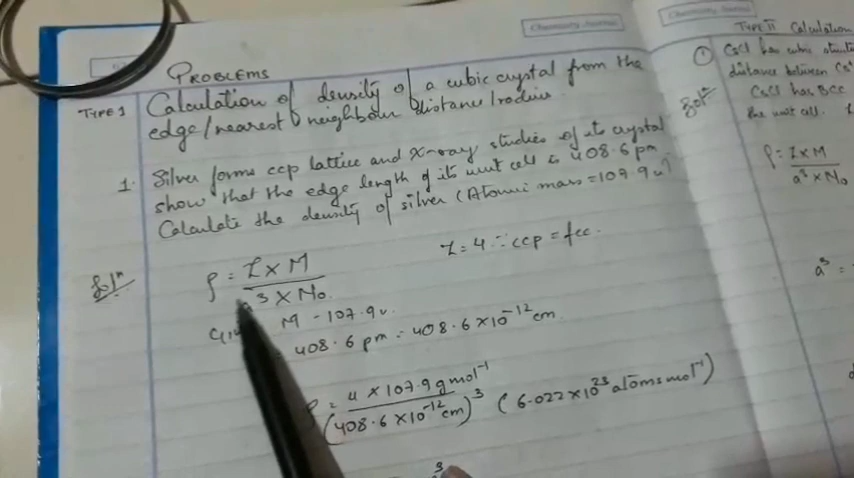 Chemistry Journal
PROBLEMS
TYPE 1 Calculation of density of a cubic crystal from the
edge/nearest neighbour distance/radius.
1. Silver forms ccp lattice and X-ray studies of its crystal
show that the edge length of its unit cell is 408.6 pm.
Calculate the density of silver (Atomic mass = 107.9 u)
Solⁿ ρ = Z × M
a³ × N₀.
Z = 4 ∵ ccp = fcc.
M = 107.9 u.
408.6 pm = 408.6 × 10⁻¹² cm
ρ = 4 × 107.9 g mol⁻¹
(408.6 × 10⁻¹² cm)³ (6.022 × 10²³ atoms mol⁻¹)
TYPE II Calculation
① CsCl has cubic
distance between Cs⁺
CsCl has BCC
the unit cell.
Solⁿ
ρ = Z × M
a³ × N₀
a³ =